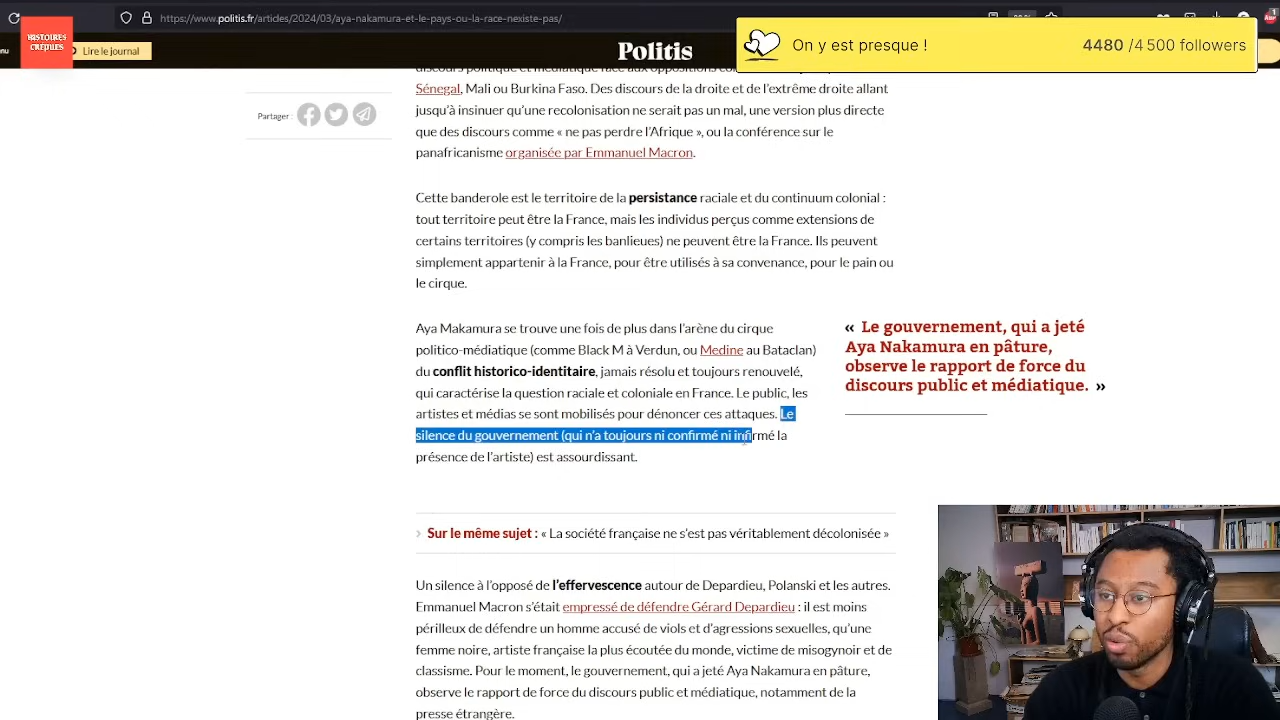 https://www.politis.fr/articles/2024/03/aya-nakamura-et-le-pays-ou-la-race-nexiste-pas/
HISTOIRES
CRÉPUES
nu
Lire le journal
Politis
On y est presque !
4480 /4 500 followers
Partager :
Sénegal, Mali ou Burkina Faso. Des discours de la droite et de l'extrême droite allant
jusqu'à insinuer qu'une recolonisation ne serait pas un mal, une version plus directe
que des discours comme « ne pas perdre l'Afrique », ou la conférence sur le
panafricanisme organisée par Emmanuel Macron.
Cette banderole est le territoire de la persistance raciale et du continuum colonial :
tout territoire peut être la France, mais les individus perçus comme extensions de
certains territoires (y compris les banlieues) ne peuvent être la France. Ils peuvent
simplement appartenir à la France, pour être utilisés à sa convenance, pour le pain ou
le cirque.
Aya Makamura se trouve une fois de plus dans l'arène du cirque
politico-médiatique (comme Black M à Verdun, ou Medine au Bataclan)
du conflit historico-identitaire, jamais résolu et toujours renouvelé,
qui caractérise la question raciale et coloniale en France. Le public, les
artistes et médias se sont mobilisés pour dénoncer ces attaques. Le
silence du gouvernement (qui n'a toujours ni confirmé ni infirmé la
présence de l'artiste) est assourdissant.
« Le gouvernement, qui a jeté
Aya Nakamura en pâture,
observe le rapport de force du
discours public et médiatique. »
Sur le même sujet : « La société française ne s'est pas véritablement décolonisée »
Un silence à l'opposé de l'effervescence autour de Depardieu, Polanski et les autres.
Emmanuel Macron s'était empressé de défendre Gérard Depardieu : il est moins
périlleux de défendre un homme accusé de viols et d'agressions sexuelles, qu'une
femme noire, artiste française la plus écoutée du monde, victime de misogynoir et de
classisme. Pour le moment, le gouvernement, qui a jeté Aya Nakamura en pâture,
observe le rapport de force du discours public et médiatique, notamment de la
presse étrangère.